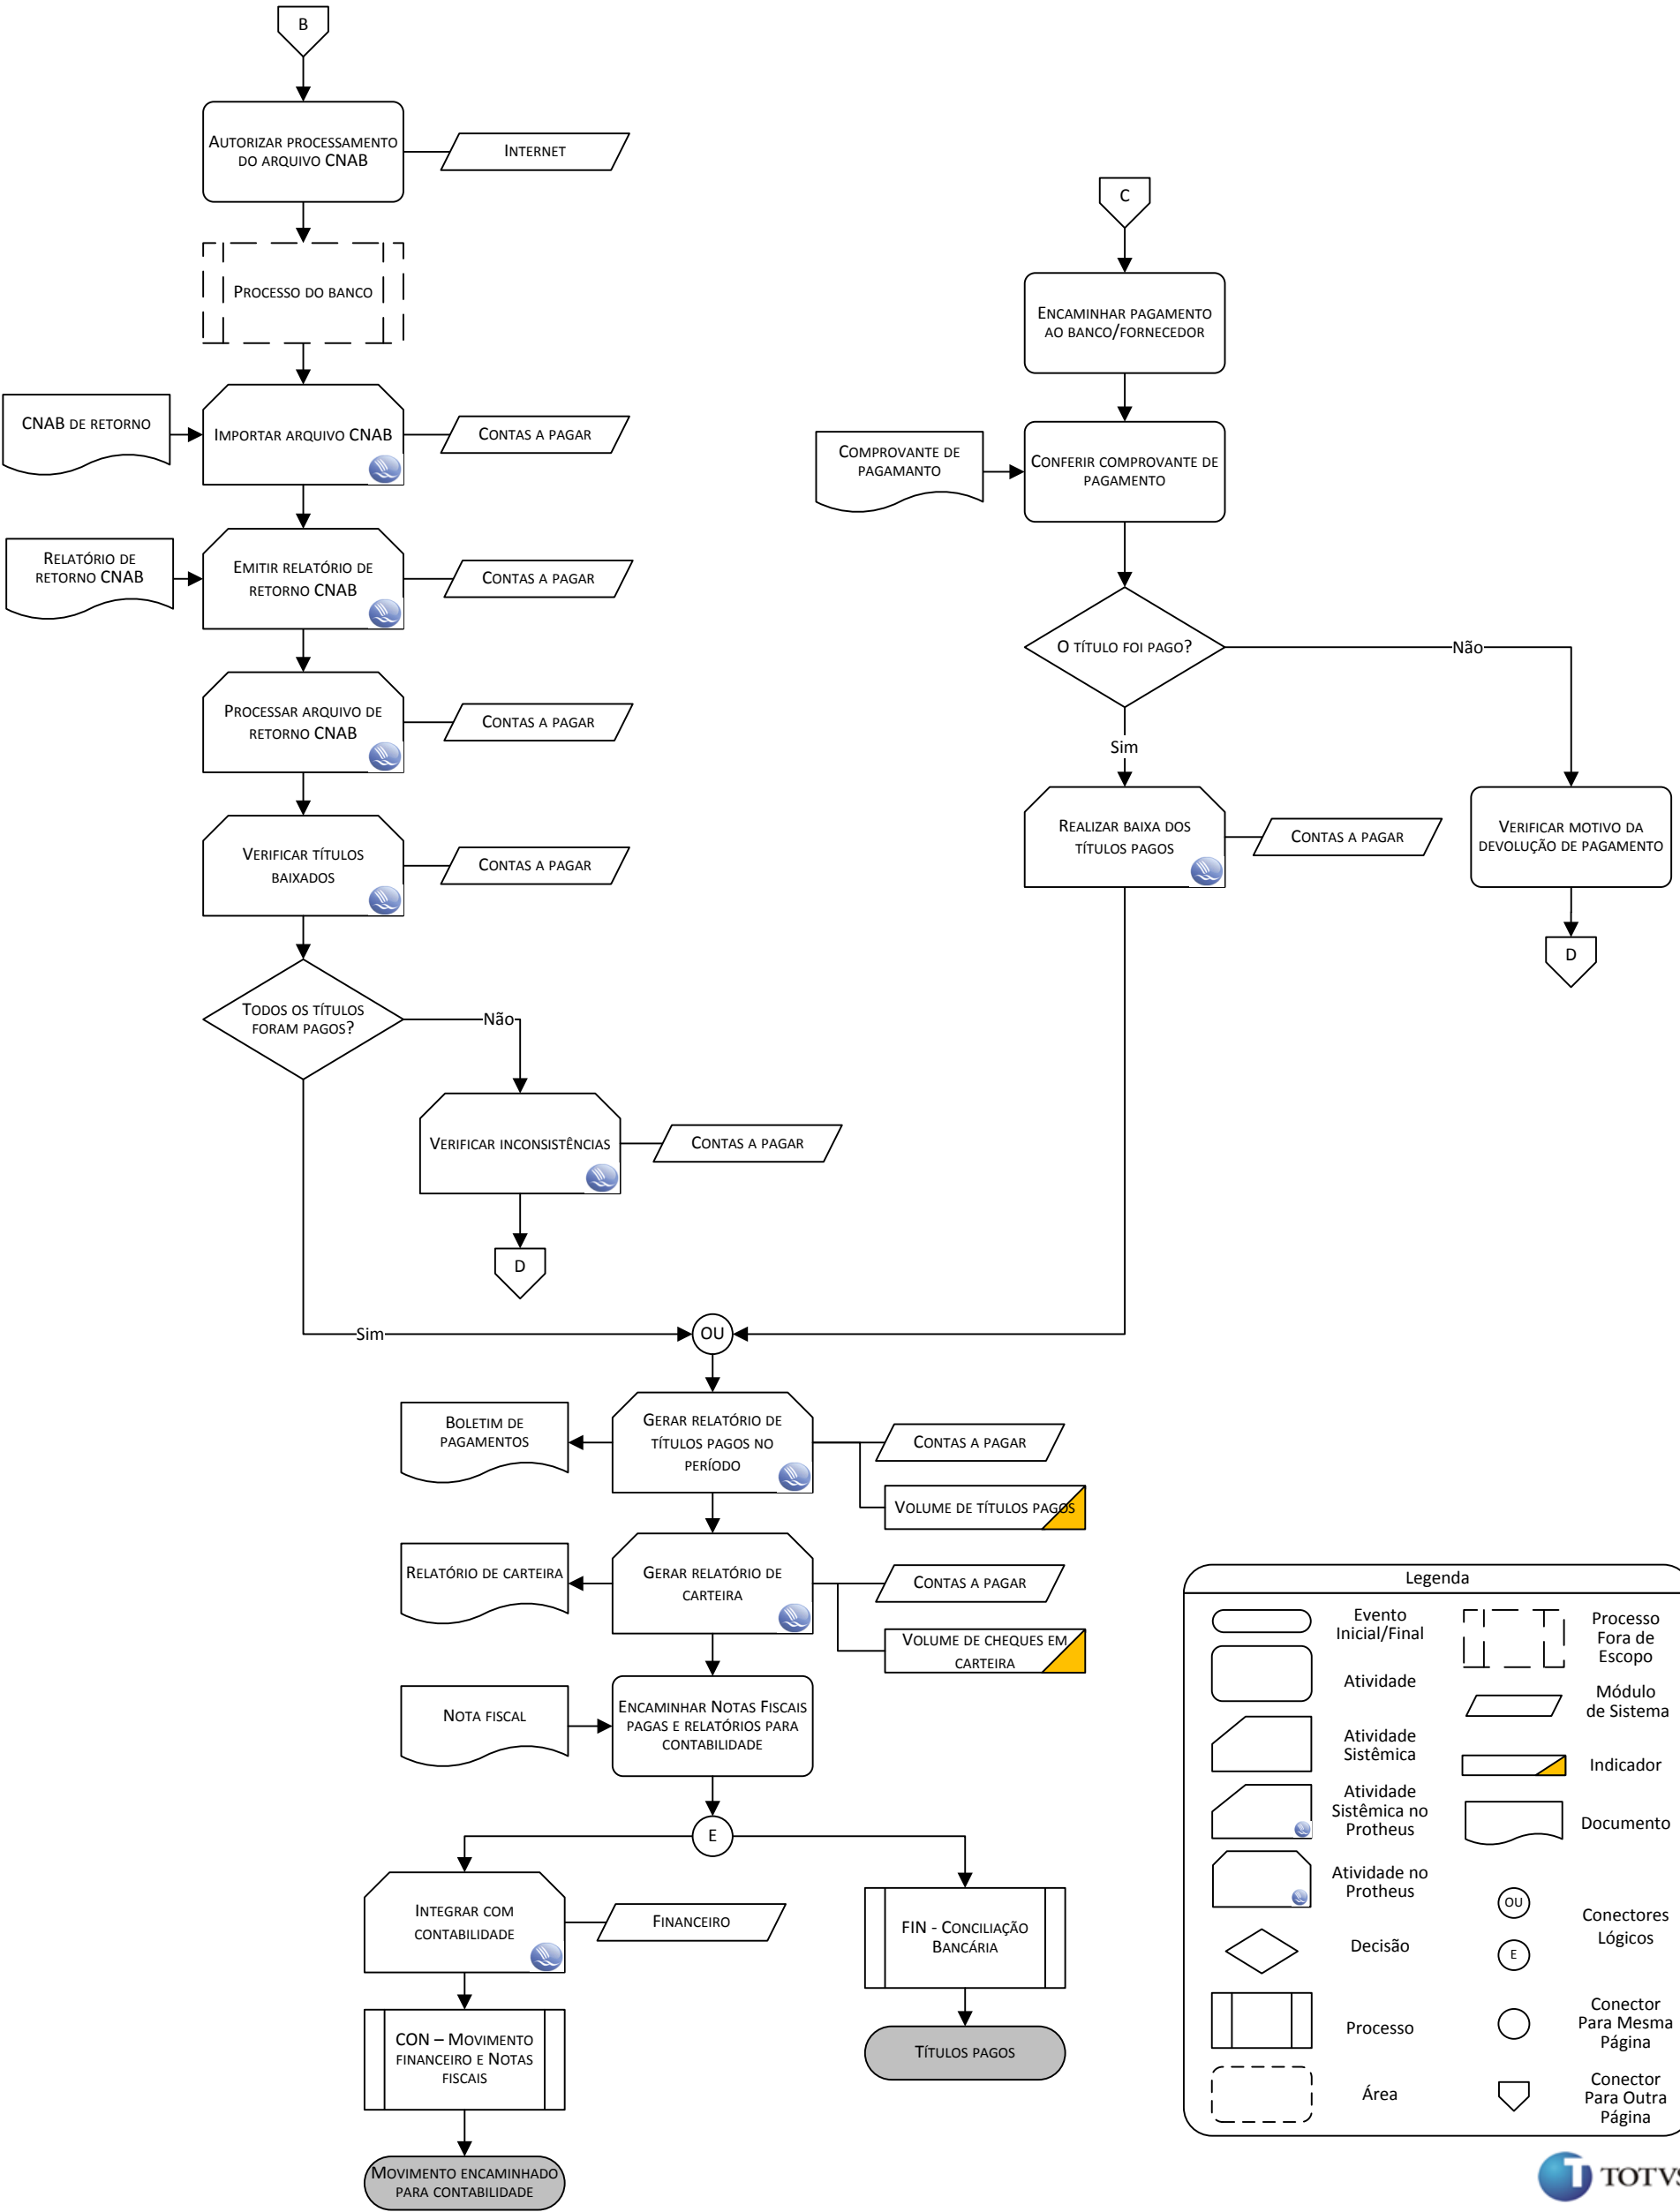 B
Autorizar processamento
do arquivo CNAB
Internet
Processo do banco
CNAB de retorno
Importar arquivo CNAB
Contas a pagar
Relatório de
retorno CNAB
Emitir relatório de
retorno CNAB
Contas a pagar
Processar arquivo de
retorno CNAB
Contas a pagar
Verificar títulos
baixados
Contas a pagar
Todos os títulos
foram pagos?
Não
Verificar inconsistências
Contas a pagar
D
Sim
C
Encaminhar pagamento
ao banco/fornecedor
Comprovante de
pagamanto
Conferir comprovante de
pagamento
O título foi pago?
Não
Sim
Realizar baixa dos
títulos pagos
Contas a pagar
Verificar motivo da
devolução de pagamento
D
OU
Boletim de
pagamentos
Gerar relatório de
títulos pagos no
período
Contas a pagar
Volume de títulos pagos
Relatório de carteira
Gerar relatório de
carteira
Contas a pagar
Volume de cheques em
carteira
Nota fiscal
Encaminhar Notas Fiscais
pagas e relatórios para
contabilidade
E
Integrar com
contabilidade
Financeiro
FIN - Conciliação
Bancária
CON – Movimento
financeiro e Notas
fiscais
Títulos pagos
Movimento encaminhado
para contabilidade
Legenda
Evento
Inicial/Final
Atividade
Atividade
Sistêmica
Atividade
Sistêmica no
Protheus
Atividade no
Protheus
Decisão
Processo
Área
Processo
Fora de
Escopo
Módulo
de Sistema
Indicador
Documento
OU
E
Conectores
Lógicos
Conector
Para Mesma
Página
Conector
Para Outra
Página
TOTVS